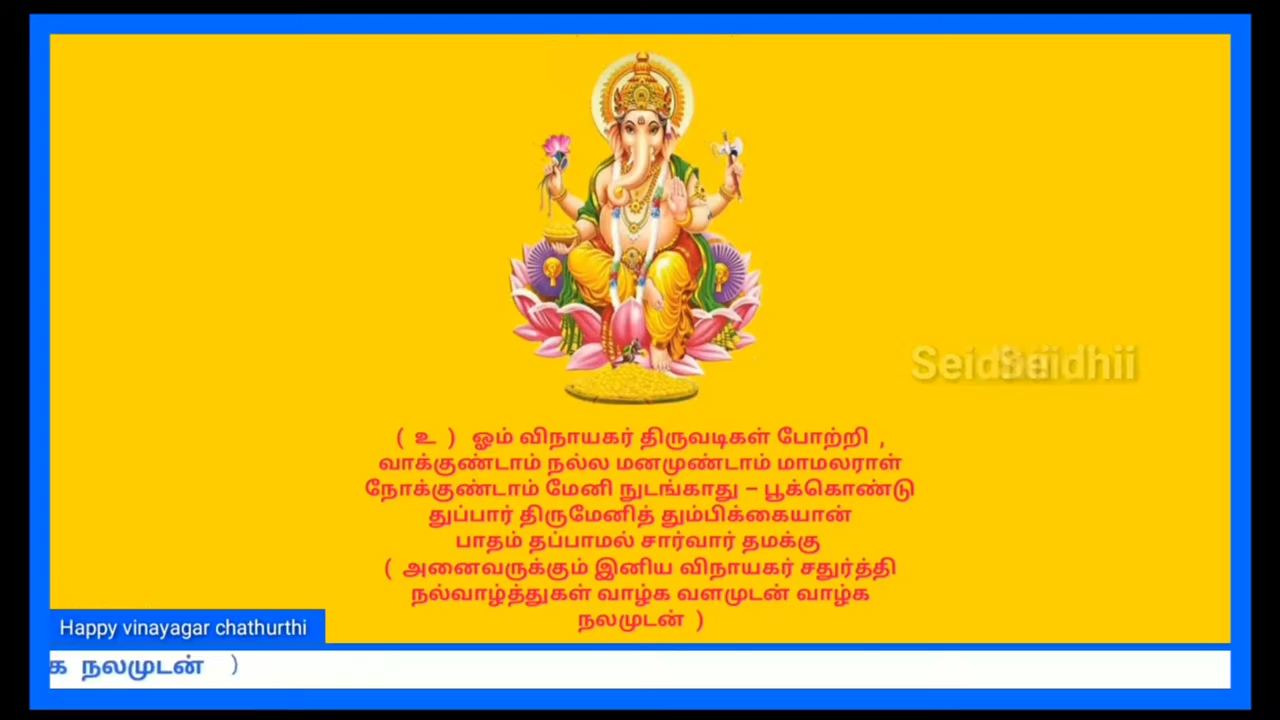 Seidhii
( உ ) ஓம் விநாயகர் திருவடிகள் போற்றி ,
வாக்குண்டாம் நல்ல மனமுண்டாம் மாமலராள்
நோக்குண்டாம் மேனி நுடங்காது – பூக்கொண்டு
துப்பார் திருமேனித் தும்பிக்கையான்
பாதம் தப்பாமல் சார்வார் தமக்கு
( அனைவருக்கும் இனிய விநாயகர் சதுர்த்தி
நல்வாழ்த்துகள் வாழ்க வளமுடன் வாழ்க
நலமுடன் )
Happy vinayagar chathurthi
க நலமுடன் )